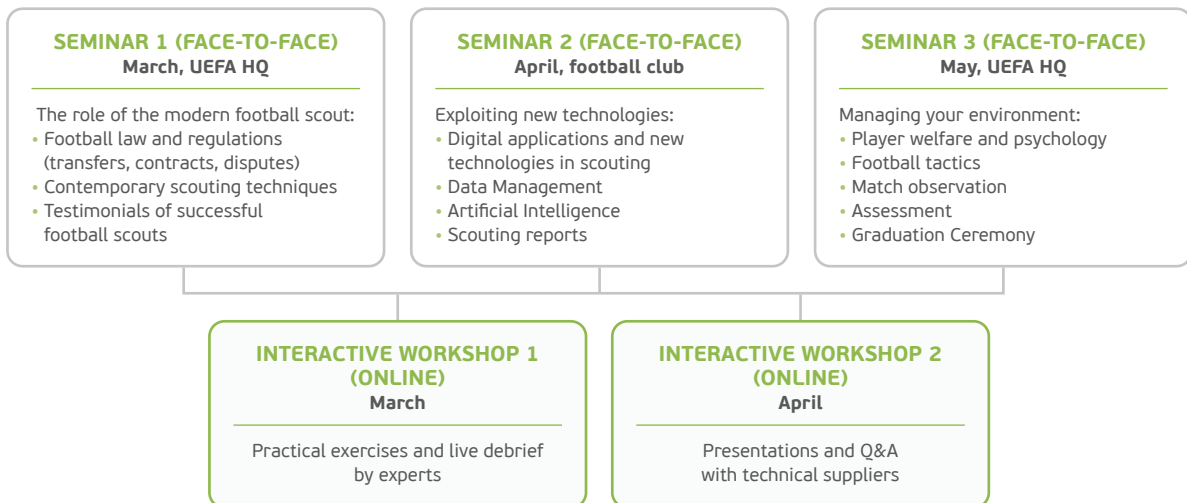 SEMINAR 1 (FACE-TO-FACE)
March, UEFA HQ
The role of the modern football scout:
• Football law and regulations
(transfers, contracts, disputes)
• Contemporary scouting techniques
• Testimonials of successful
football scouts
SEMINAR 2 (FACE-TO-FACE)
April, football club
Exploiting new technologies:
• Digital applications and new
technologies in scouting
• Data Management
• Artificial Intelligence
• Scouting reports
SEMINAR 3 (FACE-TO-FACE)
May, UEFA HQ
Managing your environment:
• Player welfare and psychology
• Football tactics
• Match observation
• Assessment
• Graduation Ceremony
INTERACTIVE WORKSHOP 1
(ONLINE)
March
Practical exercises and live debrief
by experts
INTERACTIVE WORKSHOP 2
(ONLINE)
April
Presentations and Q&A
with technical suppliers